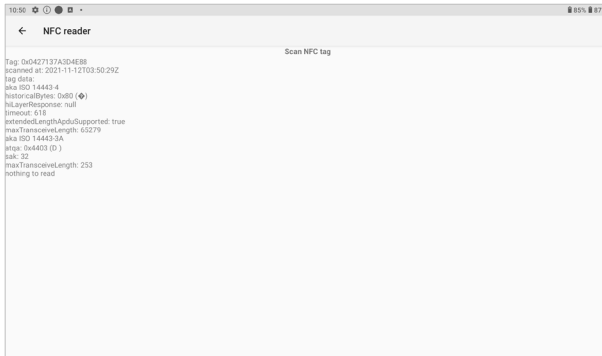 10:50
85% 87
NFC reader
Scan NFC tag
Tag: 0x0427137A3D4E88
scanned at: 2021-11-12T03:50:29Z
tag data:
aka ISO 14443-4
historicalBytes: 0x80 (�)
hiLayerResponse: null
timeout: 618
extendedLengthApduSupported: true
maxTransceiveLength: 65279
aka ISO 14443-3A
atqa: 0x4403 (D )
sak: 32
maxTransceiveLength: 253
nothing to read